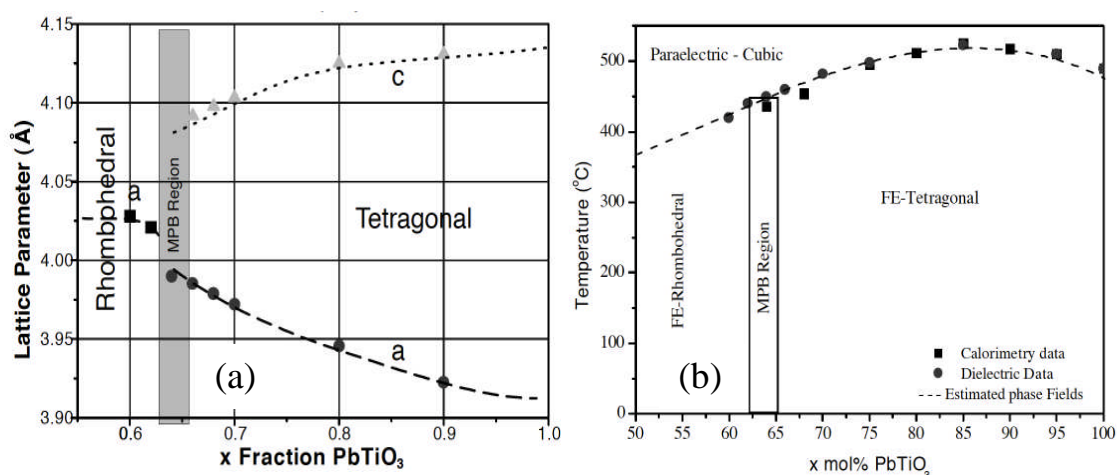 4.15
4.10
4.05
4.00
3.95
3.90
Lattice Parameter (Å)
Rhombohedral
MPB Region
a
c
Tetragonal
a
(a)
0.6
0.7
0.8
0.9
1.0
x Fraction PbTiO3
500
400
300
200
100
0
Temperature (°C)
Paraelectric - Cubic
FE-Rhombohedral
MPB Region
FE-Tetragonal
(b)
Calorimetry data
Dielectric Data
Estimated phase Fields
50
55
60
65
70
75
80
85
90
95
100
x mol% PbTiO3